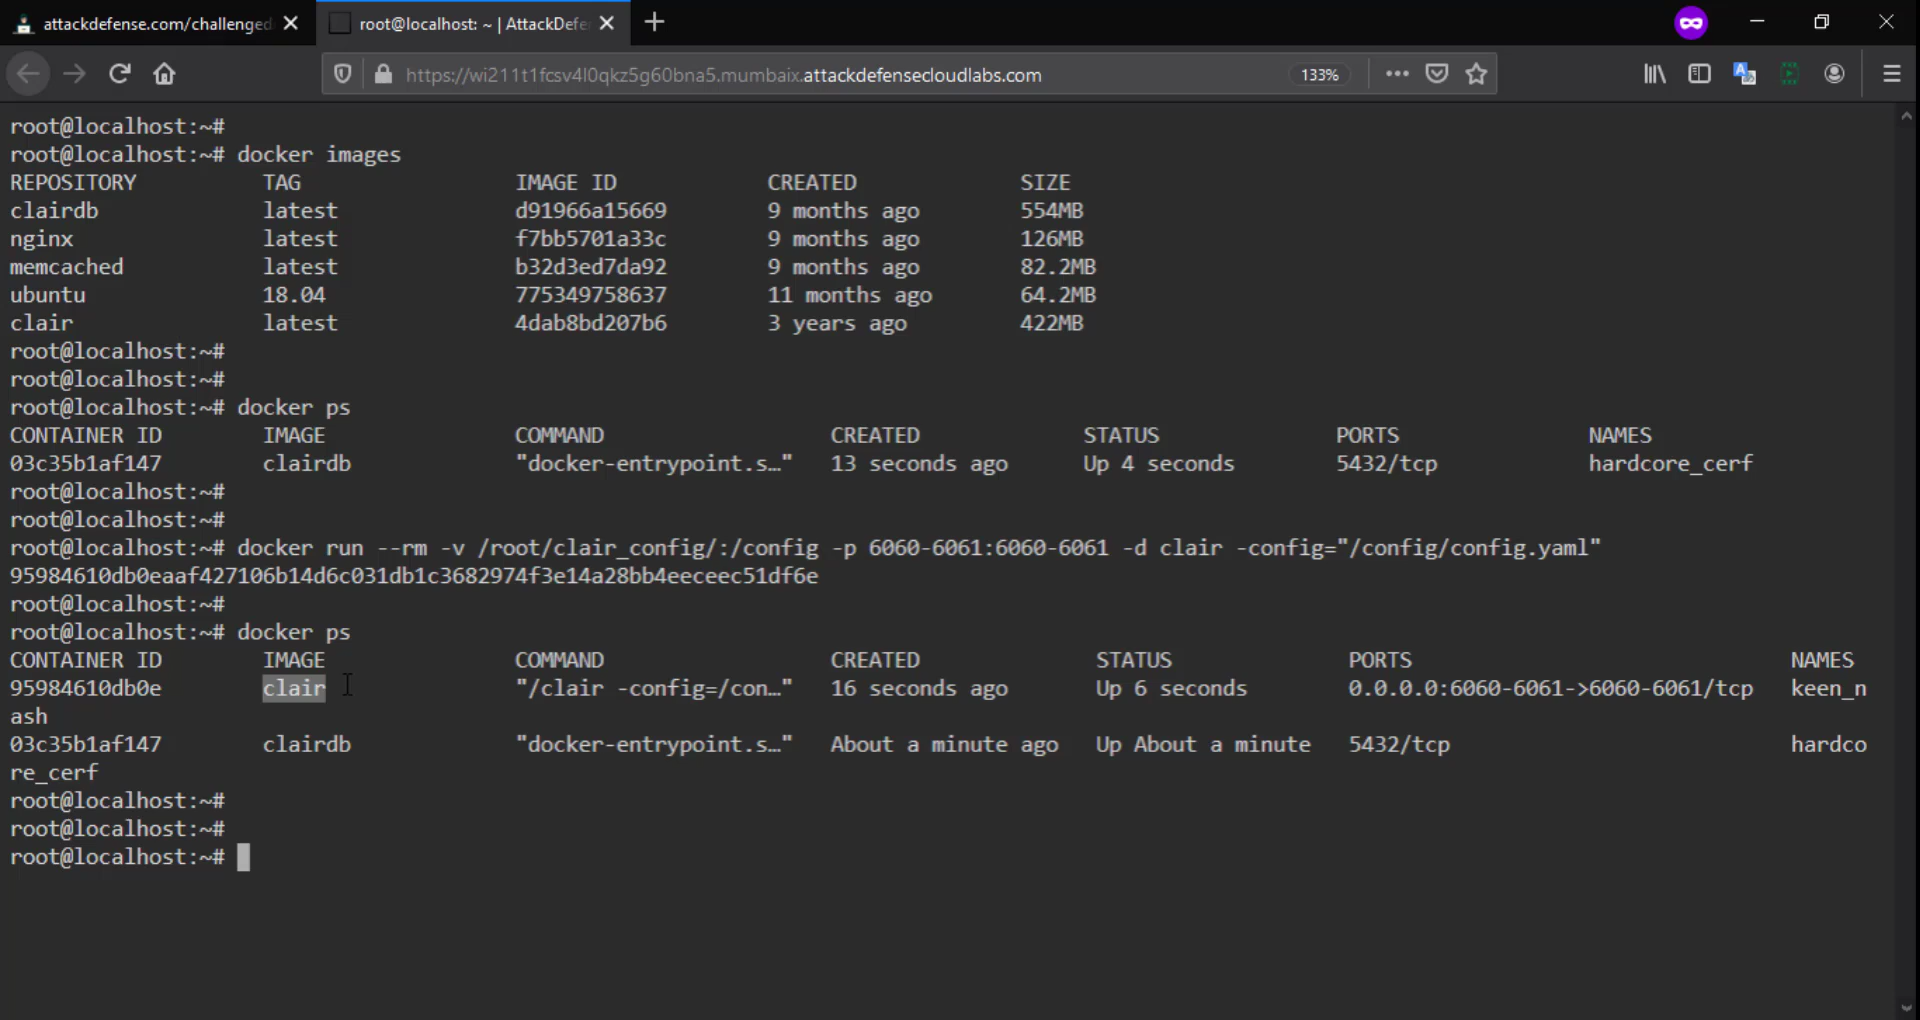 attackdefense.com/challenged
root@localhost: ~ | AttackDefe
https://wi211t1fcsv4l0qkz5g60bna5.mumbaix.attackdefensecloudlabs.com
133%
root@localhost:~#
root@localhost:~# docker images
REPOSITORY TAG IMAGE ID CREATED SIZE
clairdb latest d91966a15669 9 months ago 554MB
nginx latest f7bb5701a33c 9 months ago 126MB
memcached latest b32d3ed7da92 9 months ago 82.2MB
ubuntu 18.04 775349758637 11 months ago 64.2MB
clair latest 4dab8bd207b6 3 years ago 422MB
root@localhost:~#
root@localhost:~#
root@localhost:~# docker ps
CONTAINER ID IMAGE COMMAND CREATED STATUS PORTS NAMES
03c35b1af147 clairdb "docker-entrypoint.s…" 13 seconds ago Up 4 seconds 5432/tcp hardcore_cerf
root@localhost:~#
root@localhost:~#
root@localhost:~# docker run --rm -v /root/clair_config/:/config -p 6060-6061:6060-6061 -d clair -config="/config/config.yaml"
95984610db0eaaf427106b14d6c031db1c3682974f3e14a28bb4eeceec51df6e
root@localhost:~#
root@localhost:~# docker ps
CONTAINER ID IMAGE COMMAND CREATED STATUS PORTS NAMES
95984610db0e clair "/clair -config=/con…" 16 seconds ago Up 6 seconds 0.0.0.0:6060-6061->6060-6061/tcp keen_n
ash
03c35b1af147 clairdb "docker-entrypoint.s…" About a minute ago Up About a minute 5432/tcp hardco
re_cerf
root@localhost:~#
root@localhost:~#
root@localhost:~#